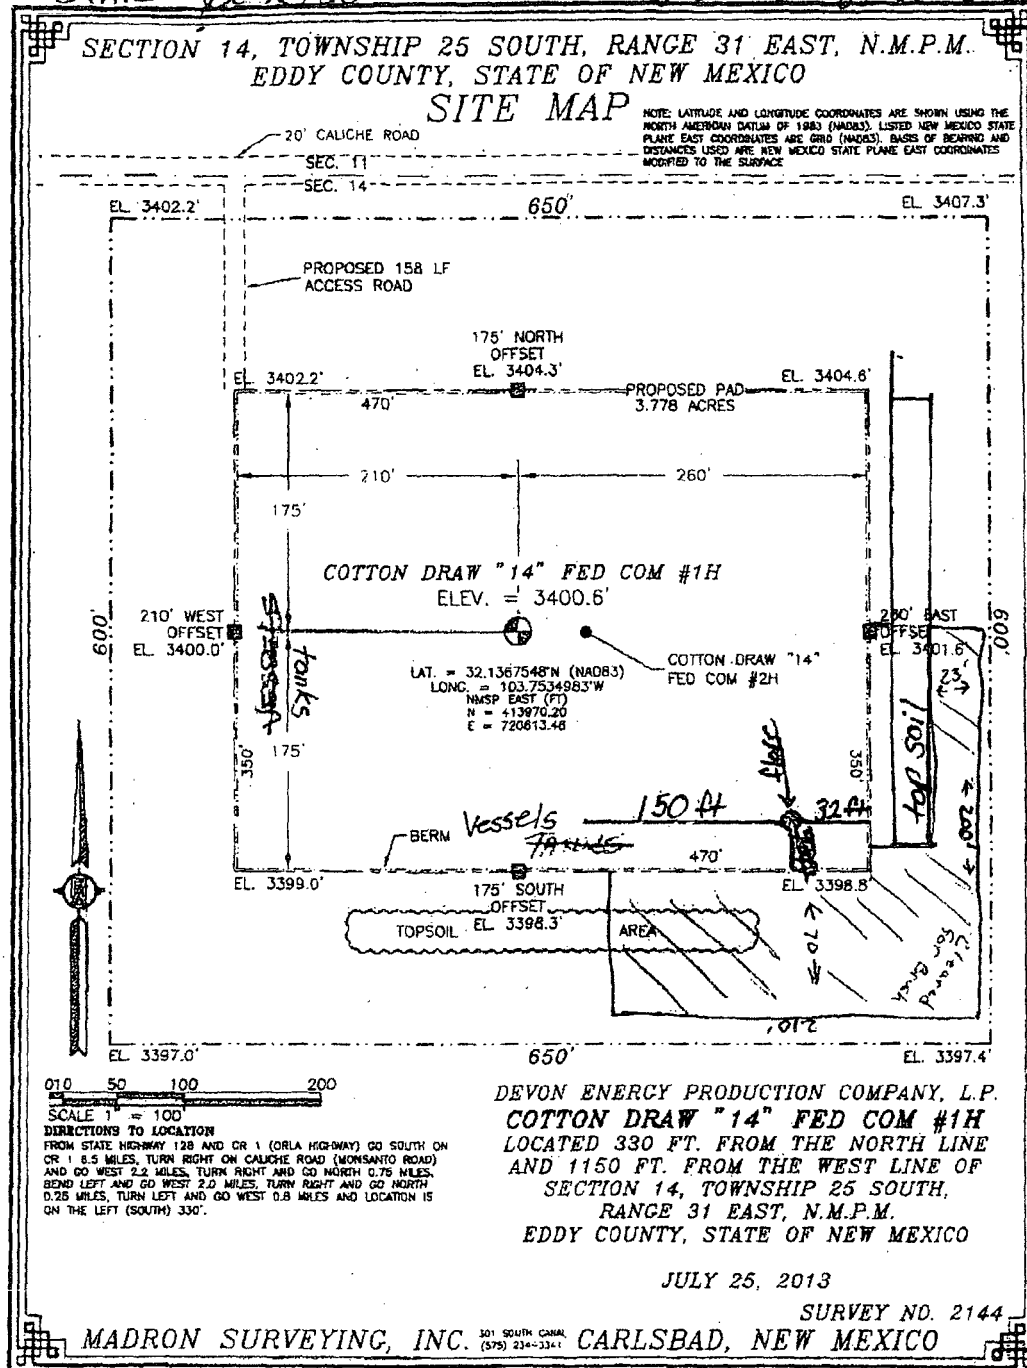 SECTION 14, TOWNSHIP 25 SOUTH, RANGE 31 EAST, N.M.P.M.
EDDY COUNTY, STATE OF NEW MEXICO
SITE MAP
NOTE: LATITUDE AND LONGITUDE COORDINATES ARE SHOWN USING THE
NORTH AMERICAN DATUM OF 1983 (NAD83). LISTED NEW MEXICO STATE
PLANE EAST COORDINATES ARE GRID (NAD83). BASIS OF BEARING AND
DISTANCES USED ARE NEW MEXICO STATE PLANE EAST COORDINATES
MODIFIED TO THE SURFACE
20' CALICHE ROAD
SEC. 11
SEC. 14
EL. 3402.2'
650'
EL. 3407.3'
PROPOSED 158 LF
ACCESS ROAD
175' NORTH
OFFSET
EL. 3404.3'
EL. 3402.2'
EL. 3404.6'
470'
PROPOSED PAD
3.778 ACRES
210'
260'
175'
COTTON DRAW "14" FED COM #1H
ELEV. = 3400.6'
210' WEST
OFFSET
EL. 3400.0'
EAST
EL. 3401.6'
600'
600'
COTTON DRAW "14"
FED COM #2H
LAT. = 32.1367548'N (NAD83)
LONG. = 103.7534983'W
NMSP EAST (FT)
N = 413970.20
E = 720613.46
tanks
23'
top soil
200'
175'
350'
350'
flare
150 ft
32 ft
BERM
Vessels
470'
EL. 3399.0'
EL. 3398.8'
175' SOUTH
OFFSET
EL. 3398.3'
TOPSOIL
AREA
70
Cleared
Brush
210'
EL. 3397.0'
650'
EL. 3397.4'
010 50 100 200
SCALE 1" = 100'
DIRECTIONS TO LOCATION
FROM STATE HIGHWAY 128 AND CR 1 (ORLA HIGHWAY) GO SOUTH ON
CR 1 6.5 MILES, TURN RIGHT ON CALICHE ROAD (MONSANTO ROAD)
AND GO WEST 2.2 MILES, TURN RIGHT AND GO NORTH 0.75 MILES,
BEND LEFT AND GO WEST 2.0 MILES, TURN RIGHT AND GO NORTH
0.25 MILES, TURN LEFT AND GO WEST 0.8 MILES AND LOCATION IS
ON THE LEFT (SOUTH) 330'.
DEVON ENERGY PRODUCTION COMPANY, L.P.
COTTON DRAW "14" FED COM #1H
LOCATED 330 FT. FROM THE NORTH LINE
AND 1150 FT. FROM THE WEST LINE OF
SECTION 14, TOWNSHIP 25 SOUTH,
RANGE 31 EAST, N.M.P.M.
EDDY COUNTY, STATE OF NEW MEXICO
JULY 25, 2013
SURVEY NO. 2144
MADRON SURVEYING, INC. 301 SOUTH CANAL CARLSBAD, NEW MEXICO